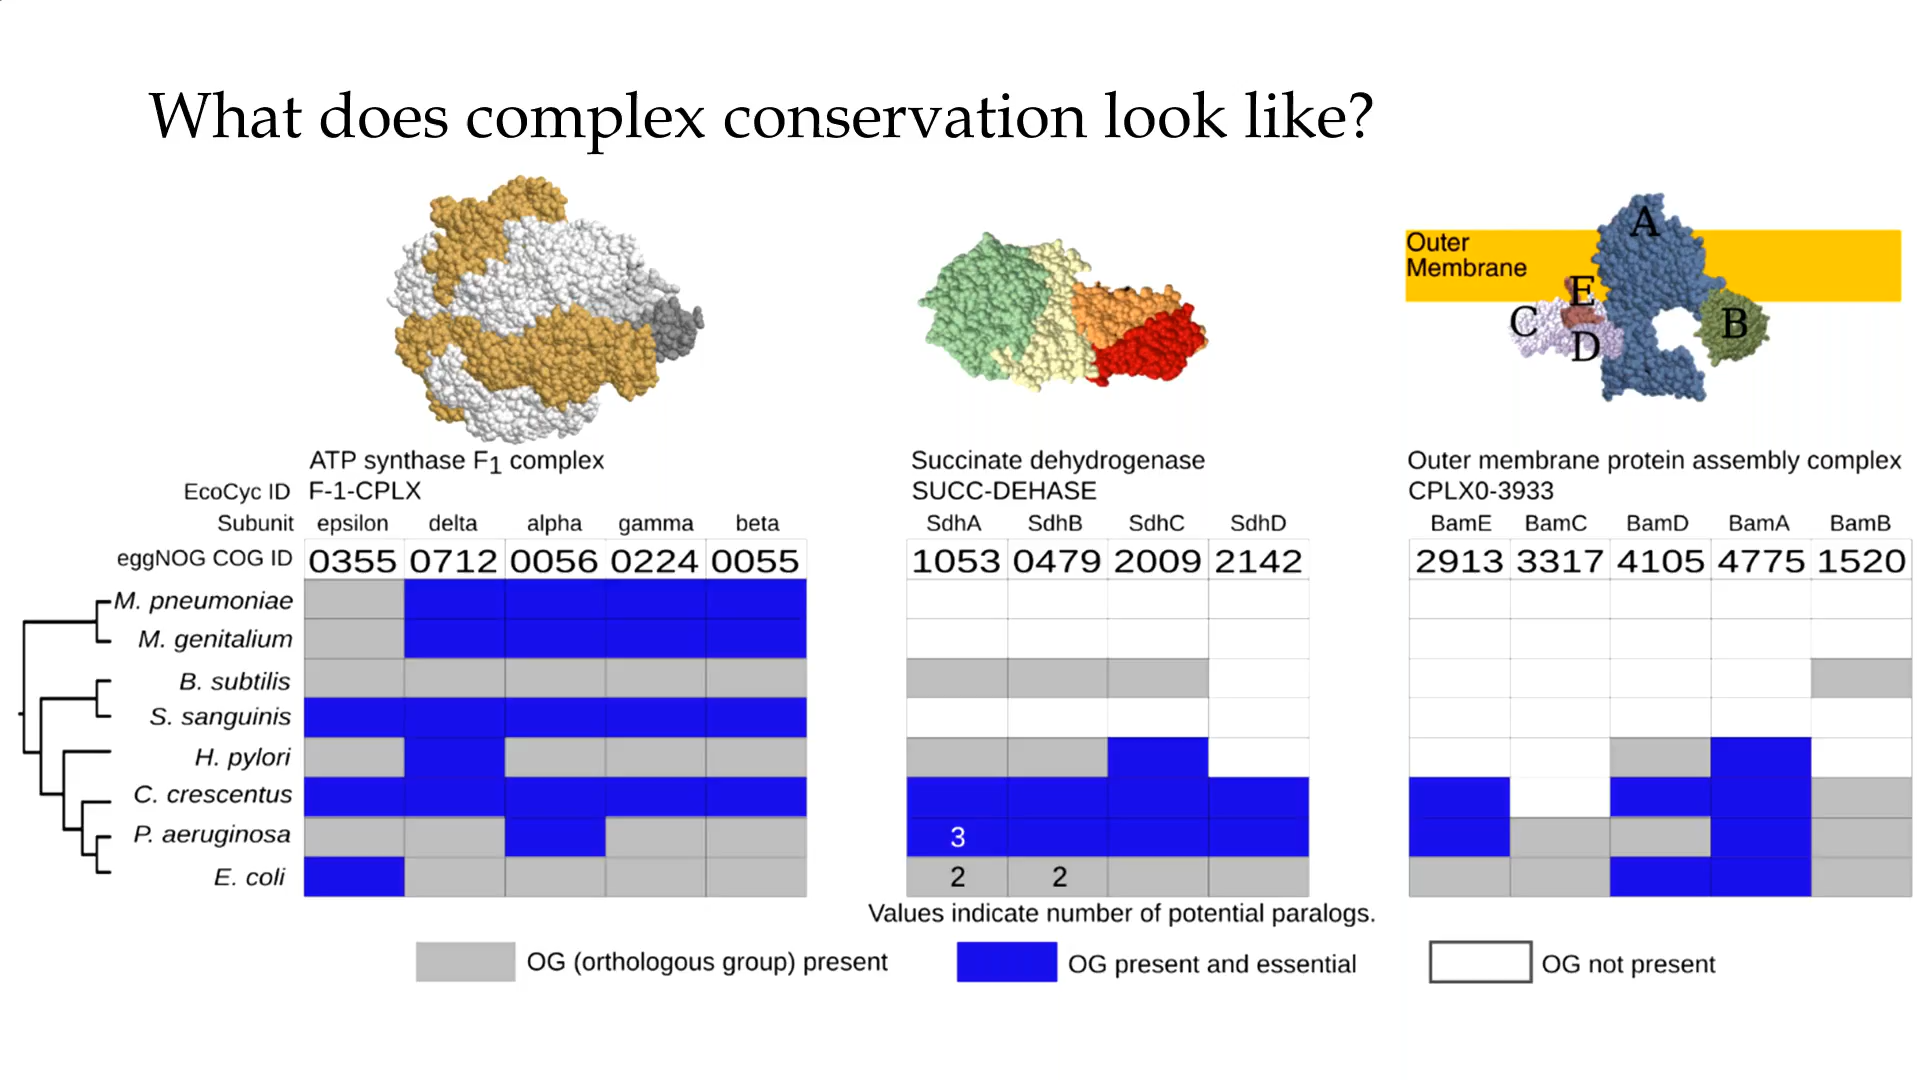 What does complex conservation look like?
Outer
Membrane
A
E
C
D
B
ATP synthase F1 complex
Succinate dehydrogenase
Outer membrane protein assembly complex
EcoCyc ID F-1-CPLX
SUCC-DEHASE
CPLX0-3933
Subunit epsilon delta alpha gamma beta
SdhA SdhB SdhC SdhD
BamE BamC BamD BamA BamB
eggNOG COG ID 0355 0712 0056 0224 0055
1053 0479 2009 2142
2913 3317 4105 4775 1520
M. pneumoniae
M. genitalium
B. subtilis
S. sanguinis
H. pylori
C. crescentus
P. aeruginosa 3
E. coli 2 2
Values indicate number of potential paralogs.
OG (orthologous group) present
OG present and essential
OG not present